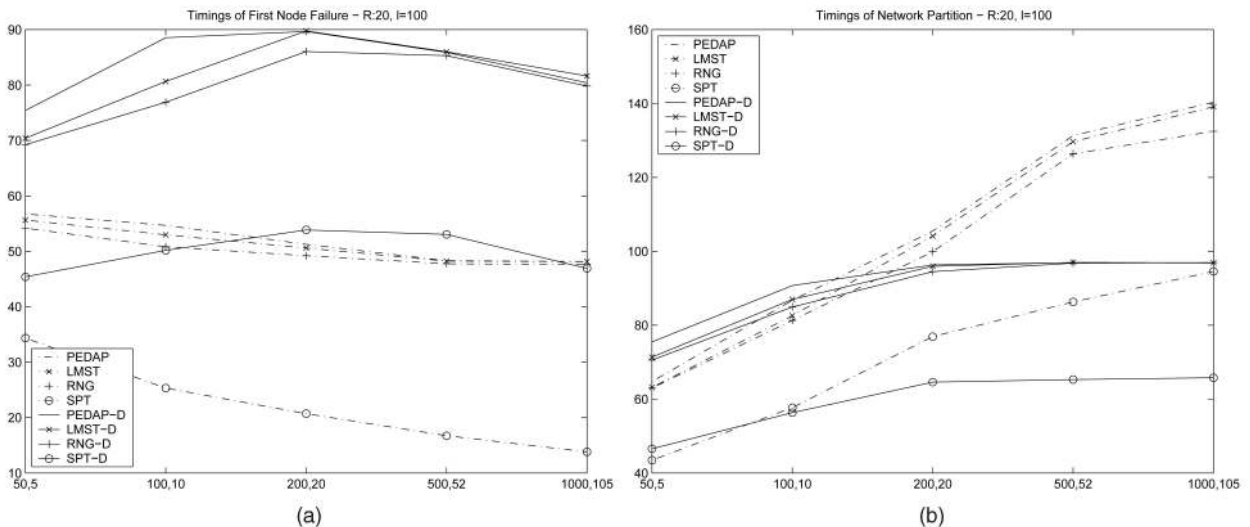 Timings of First Node Failure – R:20, I=100
90
80
70
60
50
40
30
20
10
PEDAP
LMST
RNG
SPT
PEDAP–D
LMST–D
RNG–D
SPT–D
50,5
100,10
200,20
500,52
1000,105
(a)
Timings of Network Partition – R:20, I=100
160
140
120
100
80
60
40
PEDAP
LMST
RNG
SPT
PEDAP–D
LMST–D
RNG–D
SPT–D
50,5
100,10
200,20
500,52
1000,105
(b)